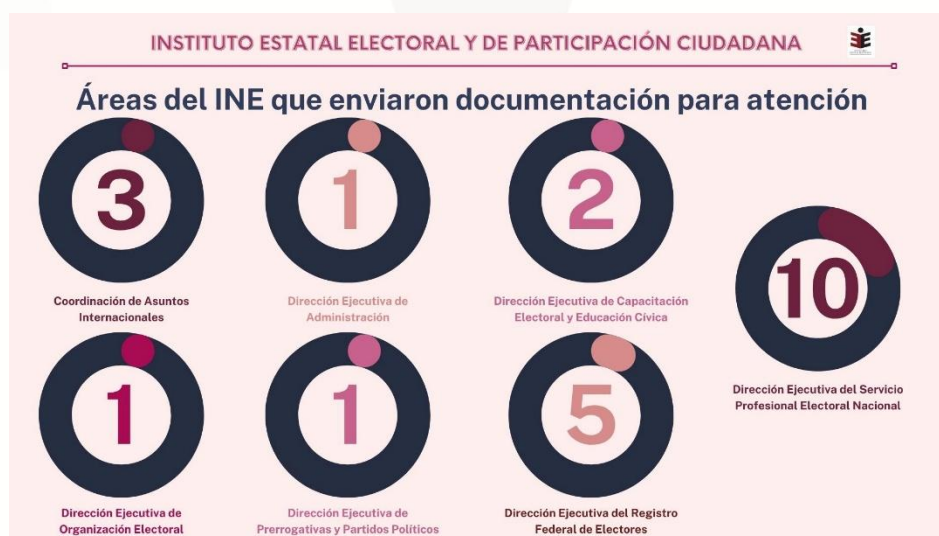 INSTITUTO ESTATAL ELECTORAL Y DE PARTICIPACIÓN CIUDADANA
Áreas del INE que enviaron documentación para atención
3
Coordinación de Asuntos
Internacionales
1
Dirección Ejecutiva de
Administración
2
Dirección Ejecutiva de Capacitación
Electoral y Educación Cívica
10
Dirección Ejecutiva del Servicio
Profesional Electoral Nacional
1
Dirección Ejecutiva de
Organización Electoral
1
Dirección Ejecutiva de
Prerrogativas y Partidos Políticos
5
Dirección Ejecutiva del Registro
Federal de Electores